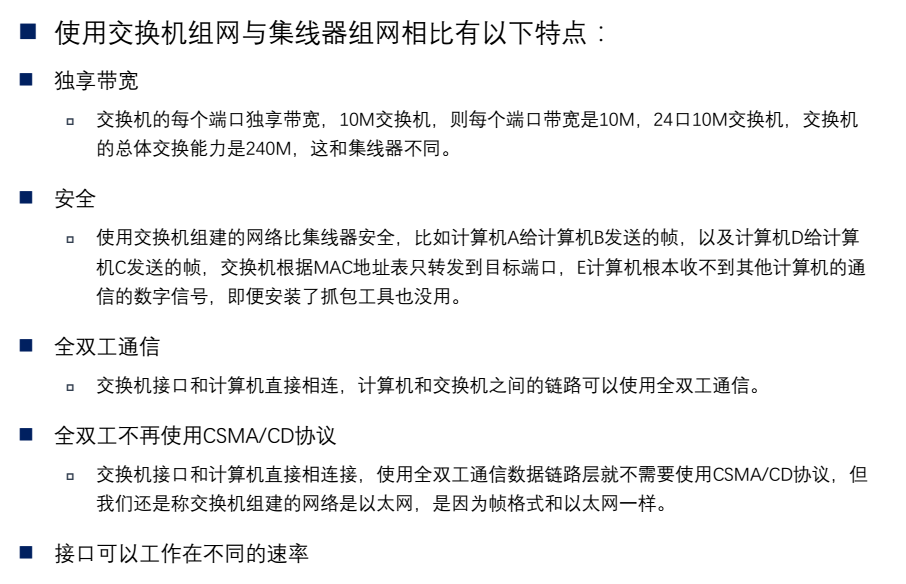 使用交换机组网与集线器组网相比有以下特点：
独享带宽
交换机的每个端口独享带宽，10M交换机，则每个端口带宽是10M，24口10M交换机，交换机
的总体交换能力是240M，这和集线器不同。
安全
使用交换机组建的网络比集线器安全，比如计算机A给计算机B发送的帧，以及计算机D给计算
机C发送的帧，交换机根据MAC地址表只转发到目标端口，E计算机根本收不到其他计算机的通
信的数字信号，即便安装了抓包工具也没用。
全双工通信
交换机接口和计算机直接相连，计算机和交换机之间的链路可以使用全双工通信。
全双工不再使用CSMA/CD协议
交换机接口和计算机直接相连接，使用全双工通信数据链路层就不需要使用CSMA/CD协议，但
我们还是称交换机组建的网络是以太网，是因为帧格式和以太网一样。
接口可以工作在不同的速率